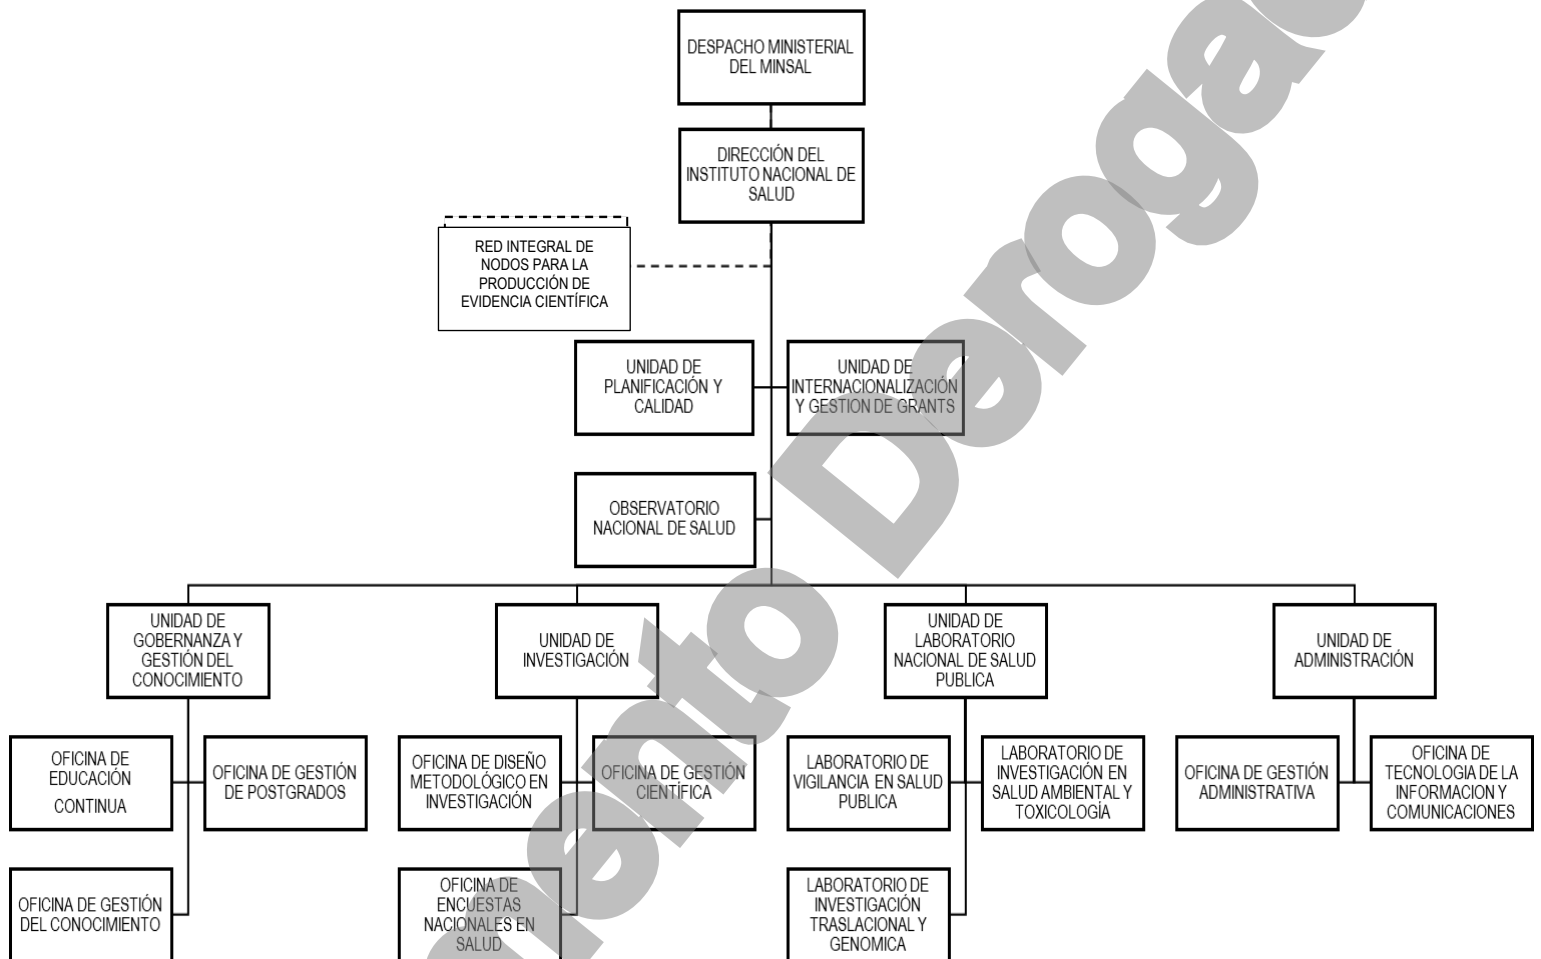 DESPACHO MINISTERIAL
DEL MINSAL
DIRECCIÓN DEL
INSTITUTO NACIONAL DE
SALUD
RED INTEGRAL DE
NODOS PARA LA
PRODUCCIÓN DE
EVIDENCIA CIENTÍFICA
UNIDAD DE
PLANIFICACIÓN Y
CALIDAD
UNIDAD DE
INTERNACIONALIZACIÓN
Y GESTION DE GRANTS
OBSERVATORIO
NACIONAL DE SALUD
UNIDAD DE
GOBERNANZA Y
GESTIÓN DEL
CONOCIMIENTO
UNIDAD DE
INVESTIGACIÓN
UNIDAD DE
LABORATORIO
NACIONAL DE SALUD
PUBLICA
UNIDAD DE
ADMINISTRACIÓN
OFICINA DE
EDUCACIÓN
CONTINUA
OFICINA DE GESTIÓN
DE POSTGRADOS
OFICINA DE DISEÑO
METODOLÓGICO EN
INVESTIGACIÓN
OFICINA DE GESTIÓN
CIENTÍFICA
LABORATORIO DE
VIGILANCIA EN SALUD
PUBLICA
LABORATORIO DE
INVESTIGACIÓN EN
SALUD AMBIENTAL Y
TOXICOLOGÍA
OFICINA DE GESTIÓN
ADMINISTRATIVA
OFICINA DE
TECNOLOGIA DE LA
INFORMACION Y
COMUNICACIONES
OFICINA DE GESTIÓN
DEL CONOCIMIENTO
OFICINA DE
ENCUESTAS
NACIONALES EN
SALUD
LABORATORIO DE
INVESTIGACIÓN
TRASLACIONAL Y
GENOMICA
mento Deroga